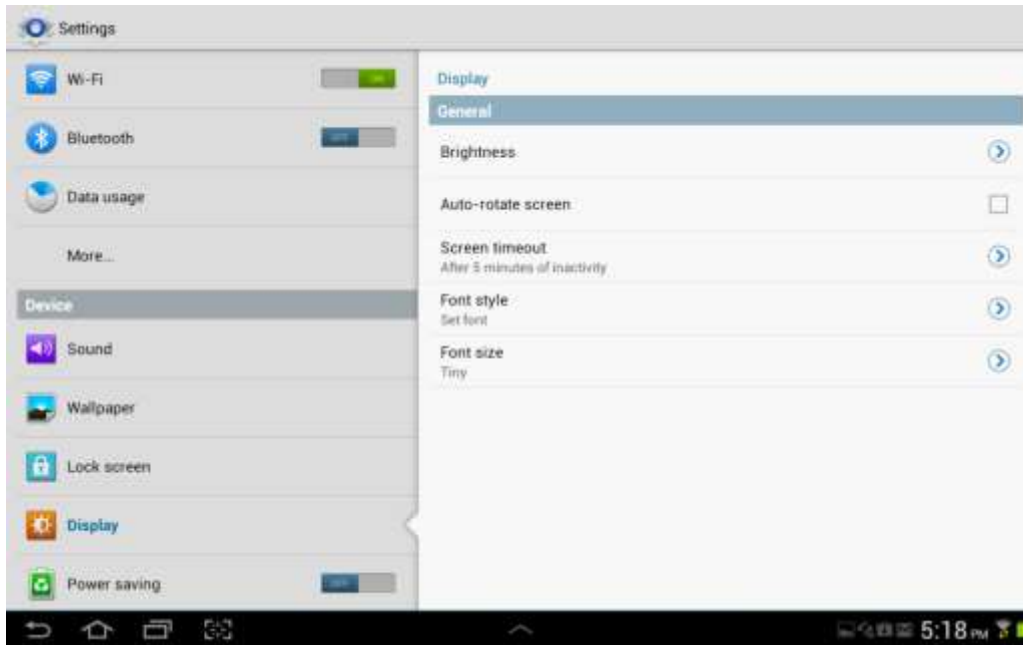 Settings
Wi-Fi
Bluetooth
Data usage
More...
Device
Sound
Wallpaper
Lock screen
Display
Power saving
Display
General
Brightness
Auto-rotate screen
Screen timeout
After 5 minutes of inactivity
Font style
Set font
Font size
Tiny
5:18 PM